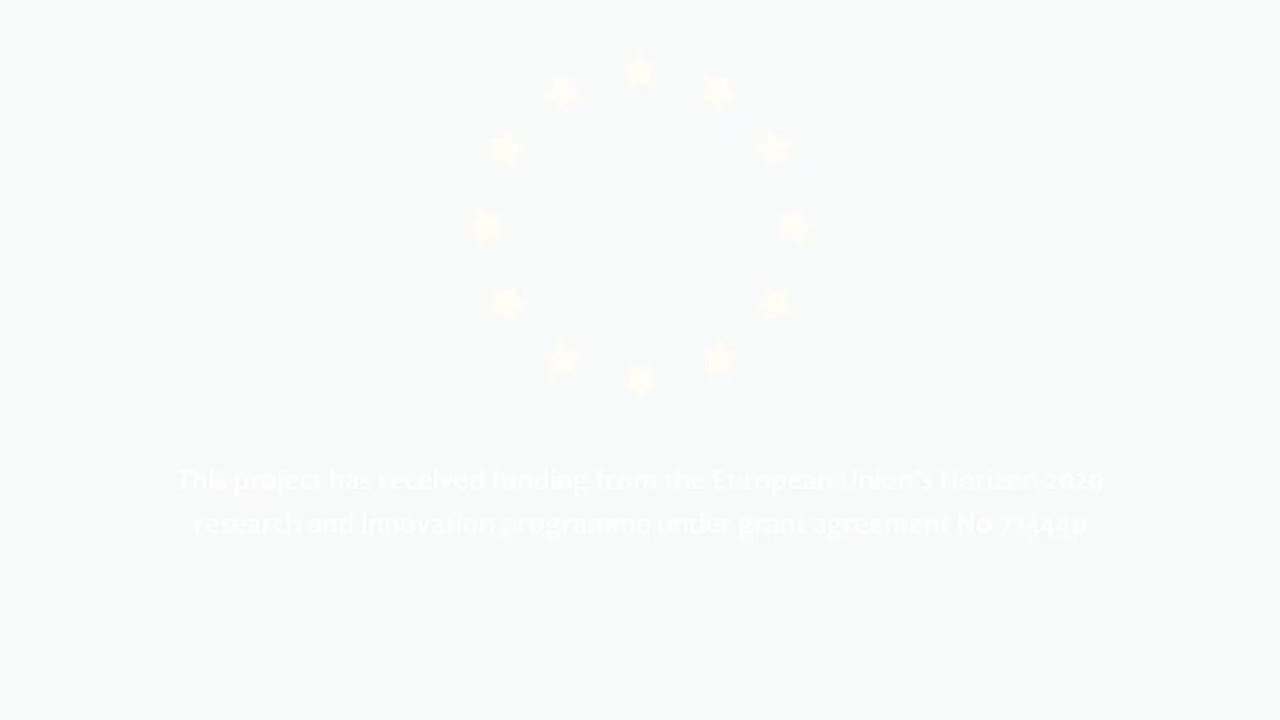 This project has received funding from the European Union's Horizon 2020
research and innovation programme under grant agreement No 723440